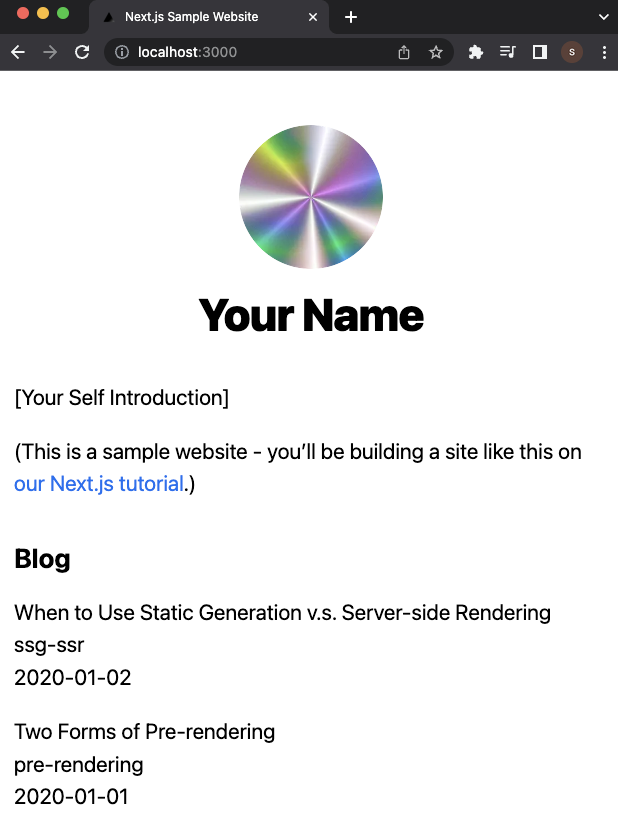 Next.js Sample Website
localhost:3000
s
Your Name
[Your Self Introduction]
(This is a sample website - you’ll be building a site like this on
our Next.js tutorial.)
Blog
When to Use Static Generation v.s. Server-side Rendering
ssg-ssr
2020-01-02
Two Forms of Pre-rendering
pre-rendering
2020-01-01